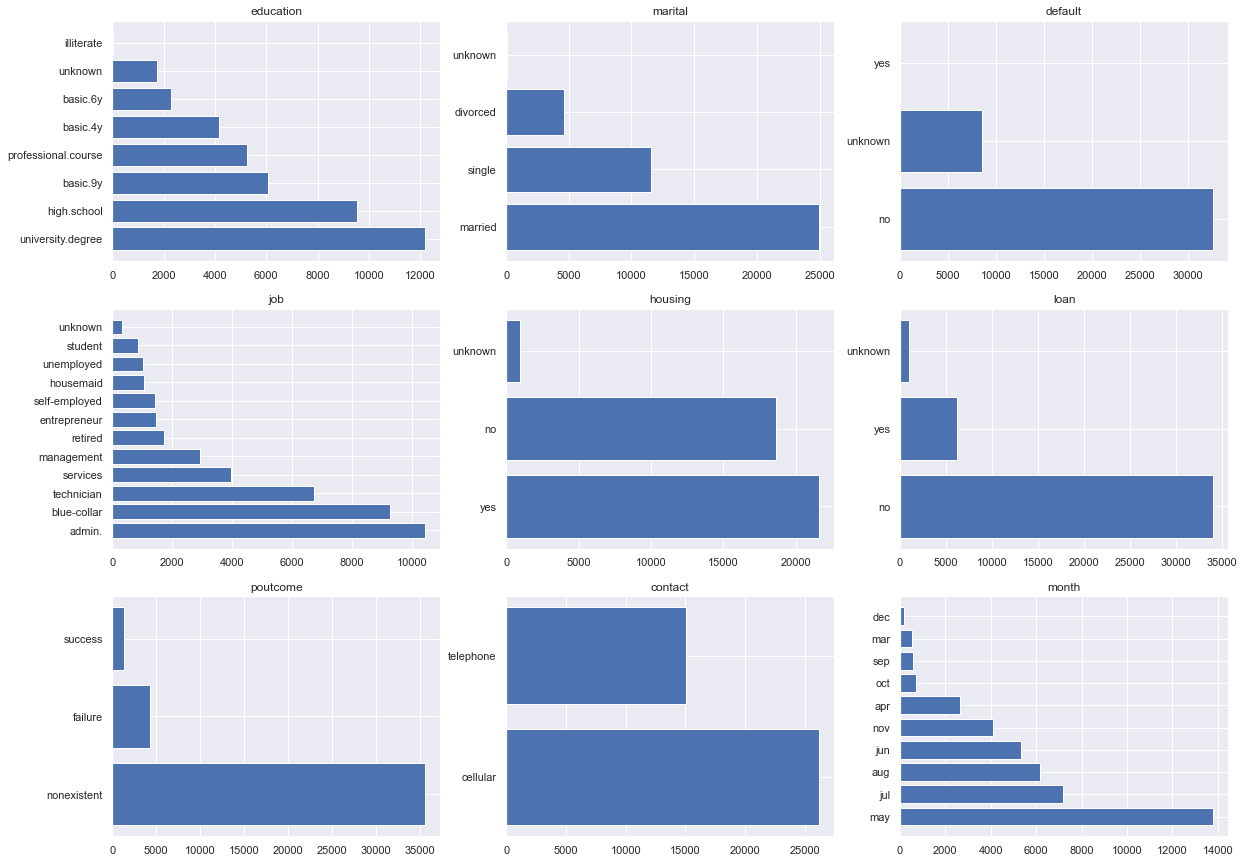 education
illiterate
unknown
basic.6y
basic.4y
professional.course
basic.9y
high.school
university.degree
0 2000 4000 6000 8000 10000 12000
marital
unknown
divorced
single
married
0 5000 10000 15000 20000 25000
default
yes
unknown
no
0 5000 10000 15000 20000 25000 30000
job
unknown
student
unemployed
housemaid
self-employed
entrepreneur
retired
management
services
technician
blue-collar
admin.
0 2000 4000 6000 8000 10000
housing
unknown
no
yes
0 5000 10000 15000 20000
loan
unknown
yes
no
0 5000 10000 15000 20000 25000 30000 35000
poutcome
success
failure
nonexistent
0 5000 10000 15000 20000 25000 30000 35000
contact
telephone
cellular
0 5000 10000 15000 20000 25000
month
dec
mar
sep
oct
apr
nov
jun
aug
jul
may
0 2000 4000 6000 8000 10000 12000 14000